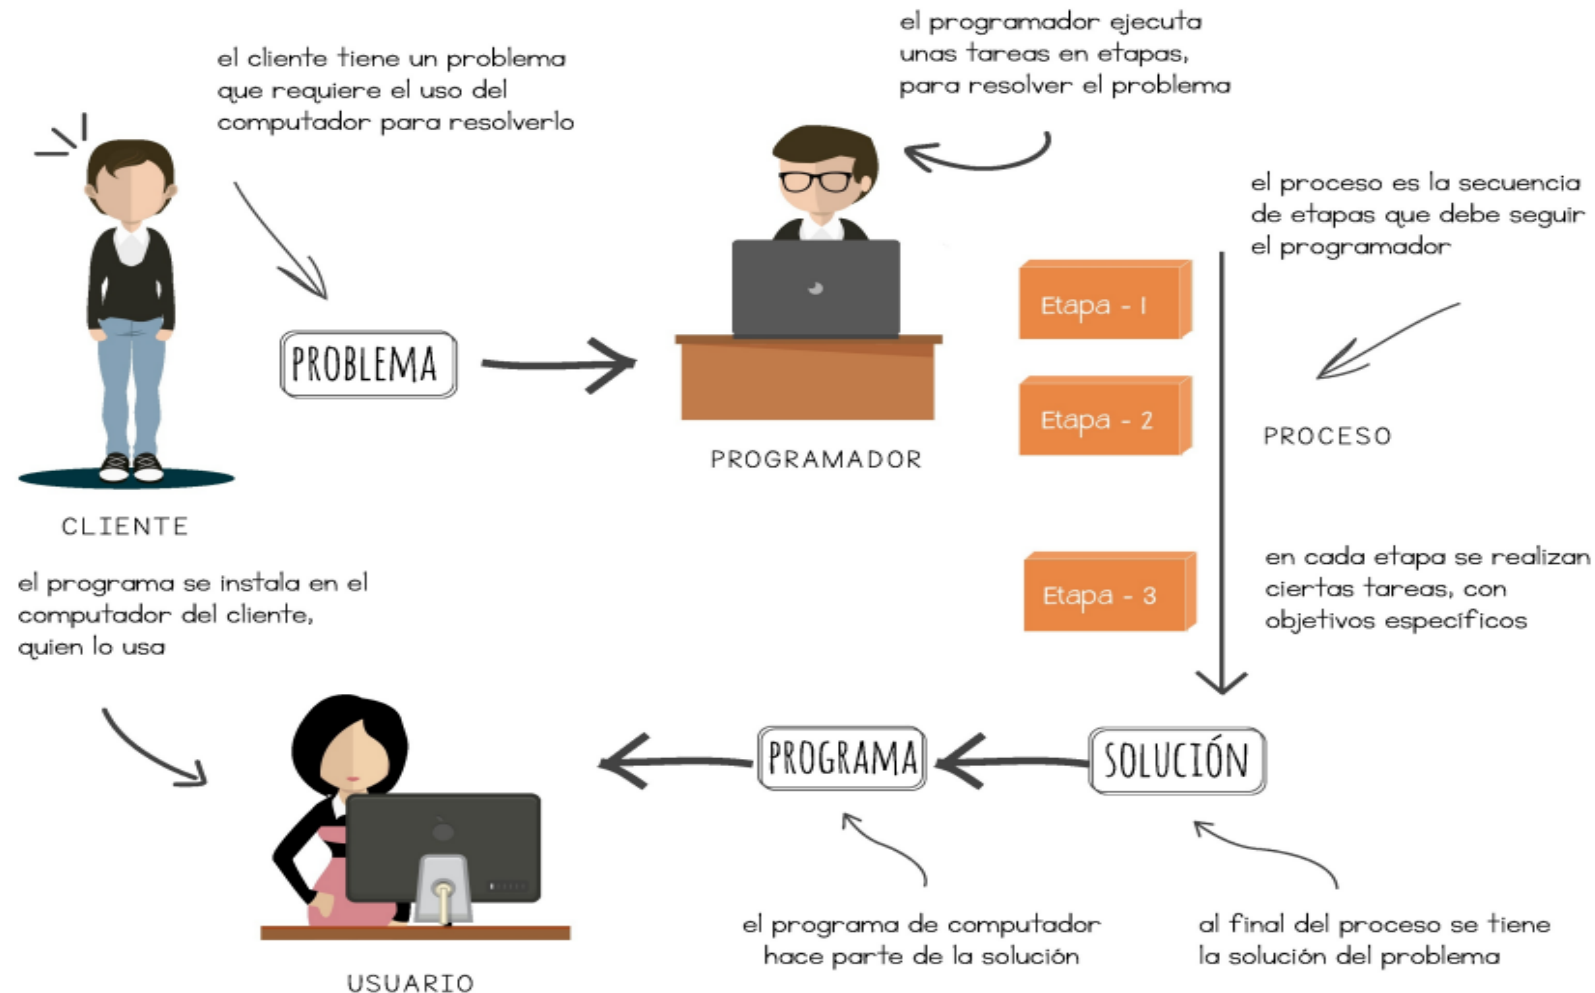 el cliente tiene un problema
que requiere el uso del
computador para resolverlo
CLIENTE
PROBLEMA
el programador ejecuta
unas tareas en etapas,
para resolver el problema
PROGRAMADOR
el proceso es la secuencia
de etapas que debe seguir
el programador
Etapa - 1
Etapa - 2
PROCESO
Etapa - 3
en cada etapa se realizan
ciertas tareas, con
objetivos específicos
SOLUCIÓN
al final del proceso se tiene
la solución del problema
PROGRAMA
el programa de computador
hace parte de la solución
el programa se instala en el
computador del cliente,
quien lo usa
USUARIO